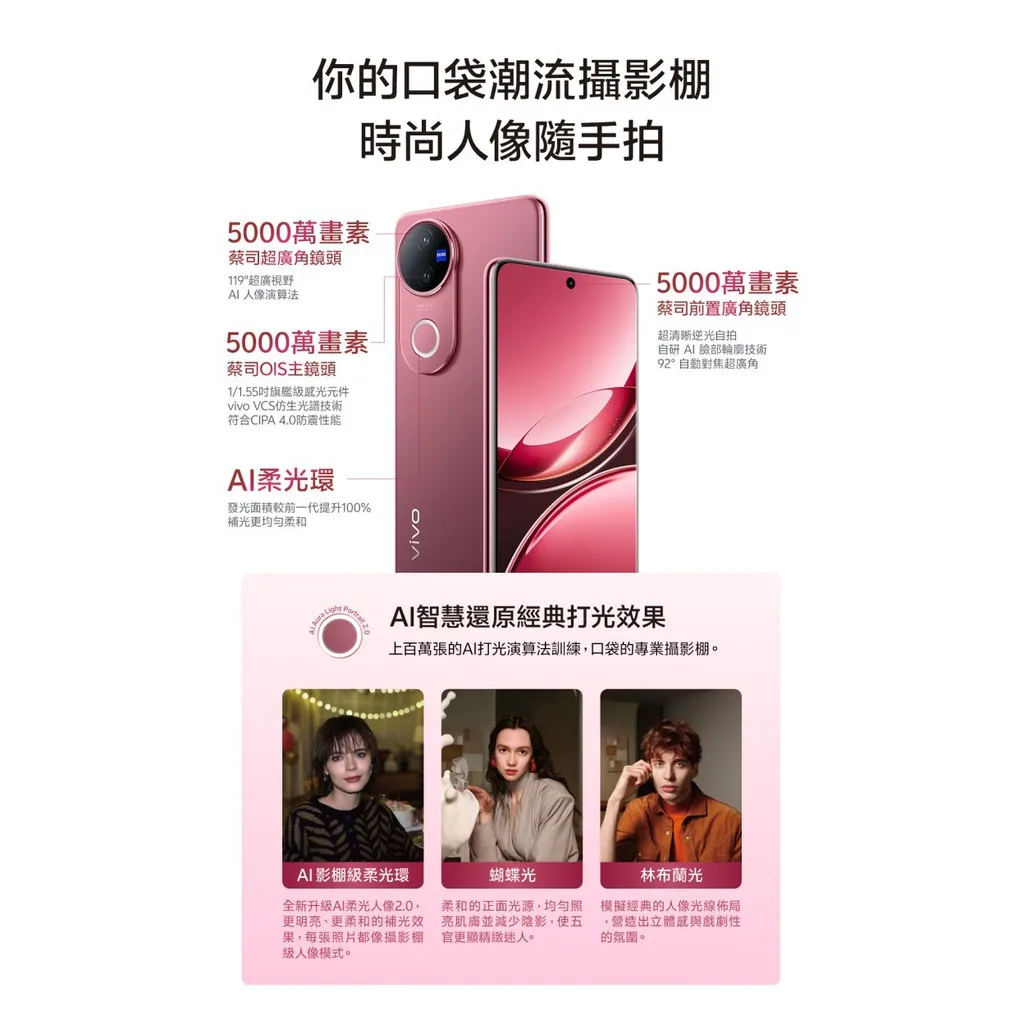 你的口袋潮流攝影棚
時尚人像隨手拍
5000萬畫素
蔡司超廣角鏡頭
119°超廣視野
AI 人像演算法
5000萬畫素
蔡司OIS主鏡頭
1/1.55吋旗艦級感光元件
vivo VCS仿生光譜技術
符合CIPA 4.0防震性能
AI柔光環
發光面積較前一代提升100%
補光更均勻柔和
5000萬畫素
蔡司前置廣角鏡頭
超清晰逆光自拍
自研 AI 臉部輪廓技術
92° 自動對焦超廣角
ZEISS
vivo
AI Aura Light Portrait 2.0
AI智慧還原經典打光效果
上百萬張的AI打光演算法訓練，口袋的專業攝影棚。
AI影棚級柔光環
全新升級AI柔光人像2.0，
更明亮、更柔和的補光效
果，每張照片都像攝影棚
級人像模式。
蝴蝶光
柔和的正面光源，均勻照
亮肌膚並減少陰影，使五
官更顯精緻迷人。
林布蘭光
模擬經典的人像光線佈局
，營造出立體感與戲劇性
的氛圍。